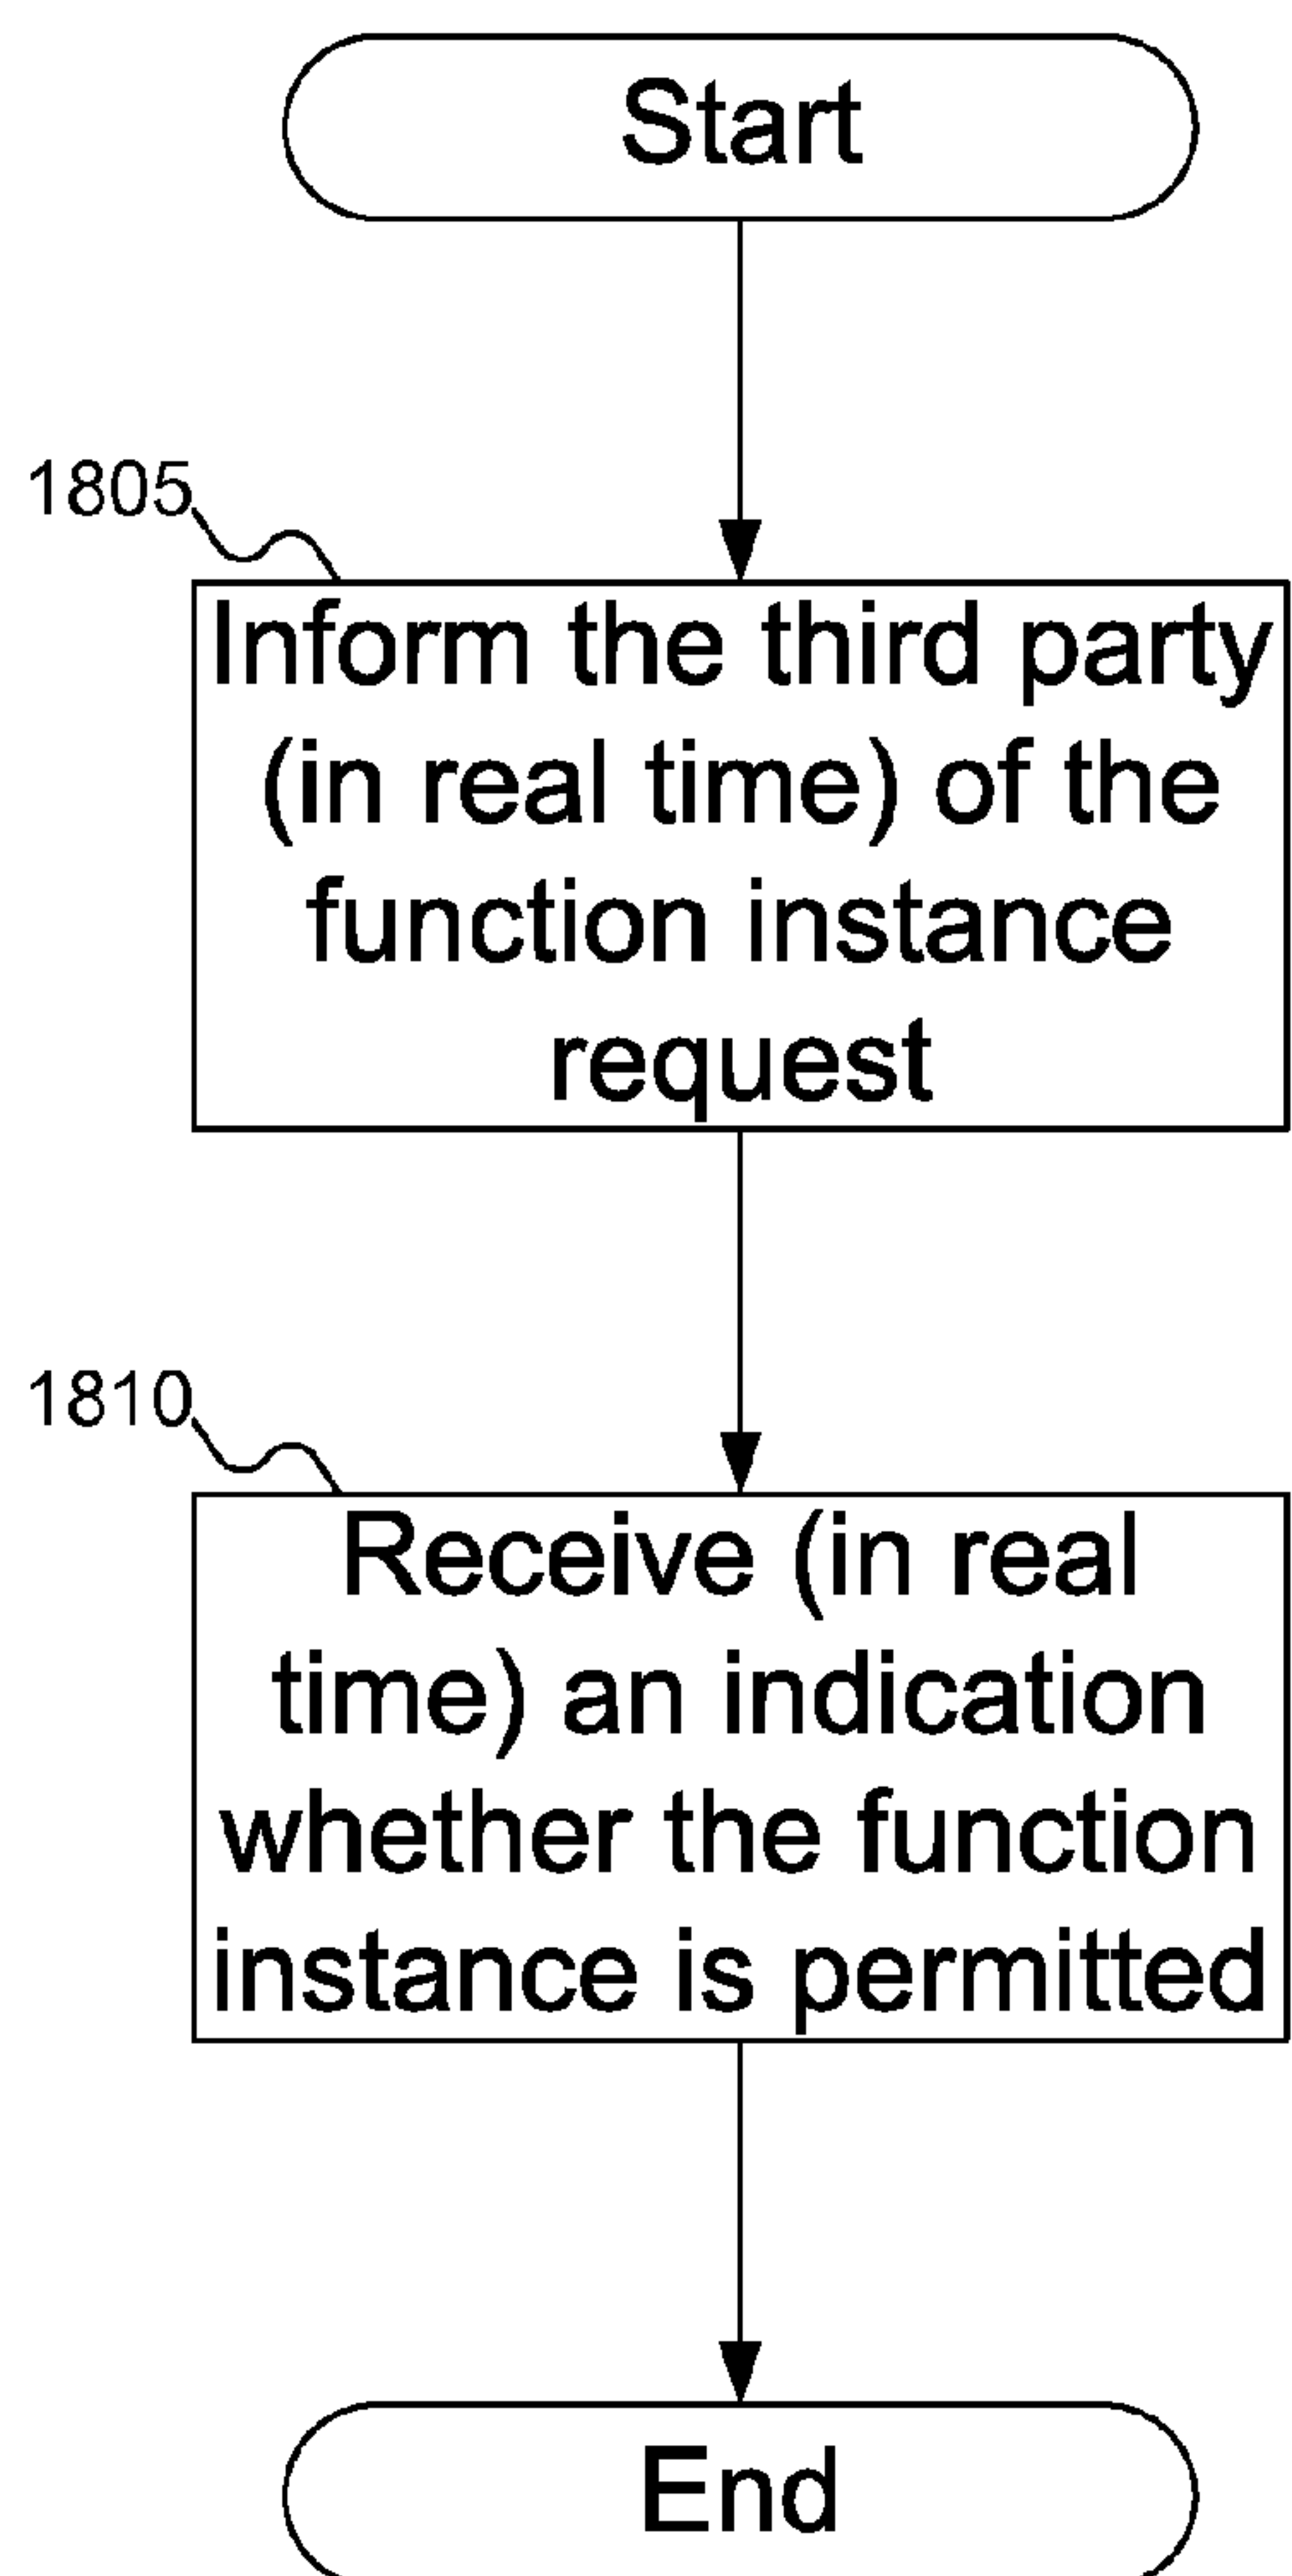 Start
1805
Inform the third party
(in real time) of the
function instance
request
1810
Receive (in real
time) an indication
whether the function
instance is permitted
End